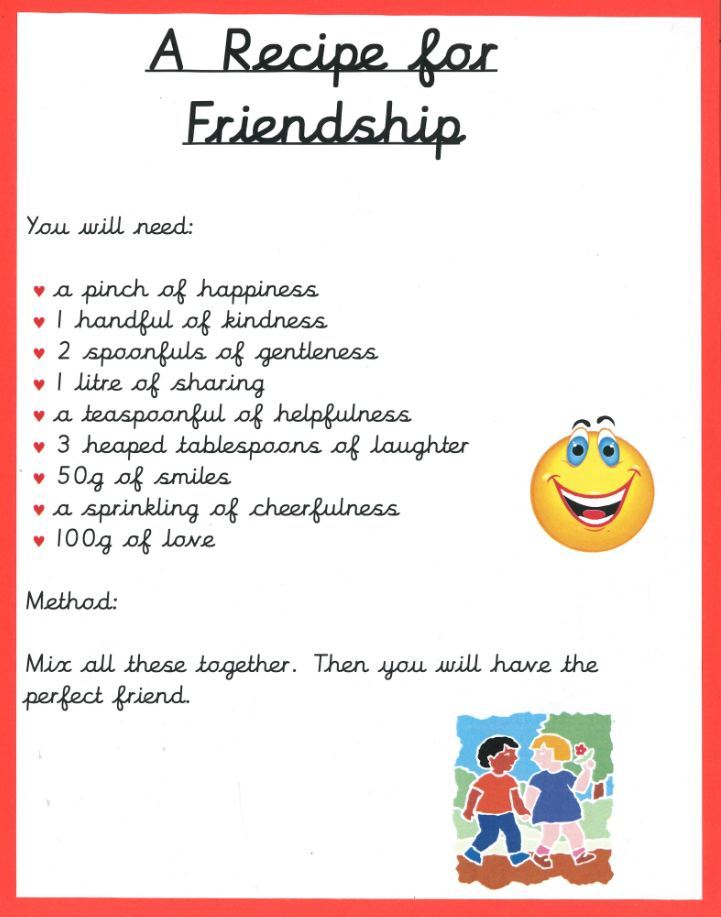 A Recipe for
Friendship
You will need:
♥ a pinch of happiness
♥ 1 handful of kindness
♥ 2 spoonfuls of gentleness
♥ 1 litre of sharing
♥ a teaspoonful of helpfulness
♥ 3 heaped tablespoons of laughter
♥ 50g of smiles
♥ a sprinkling of cheerfulness
♥ 100g of love
Method:
Mix all these together. Then you will have the
perfect friend.